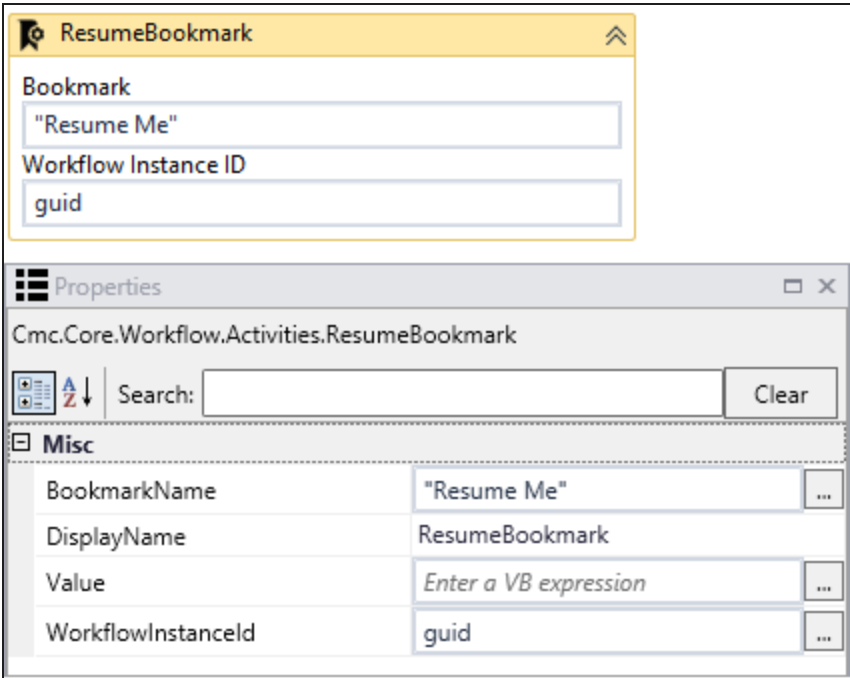 ResumeBookmark
Bookmark
"Resume Me"
Workflow Instance ID
guid
Properties
Cmc.Core.Workflow.Activities.ResumeBookmark
A Z Search: Clear
Misc
BookmarkName "Resume Me" ...
DisplayName ResumeBookmark
Value Enter a VB expression ...
WorkflowInstanceId guid ...